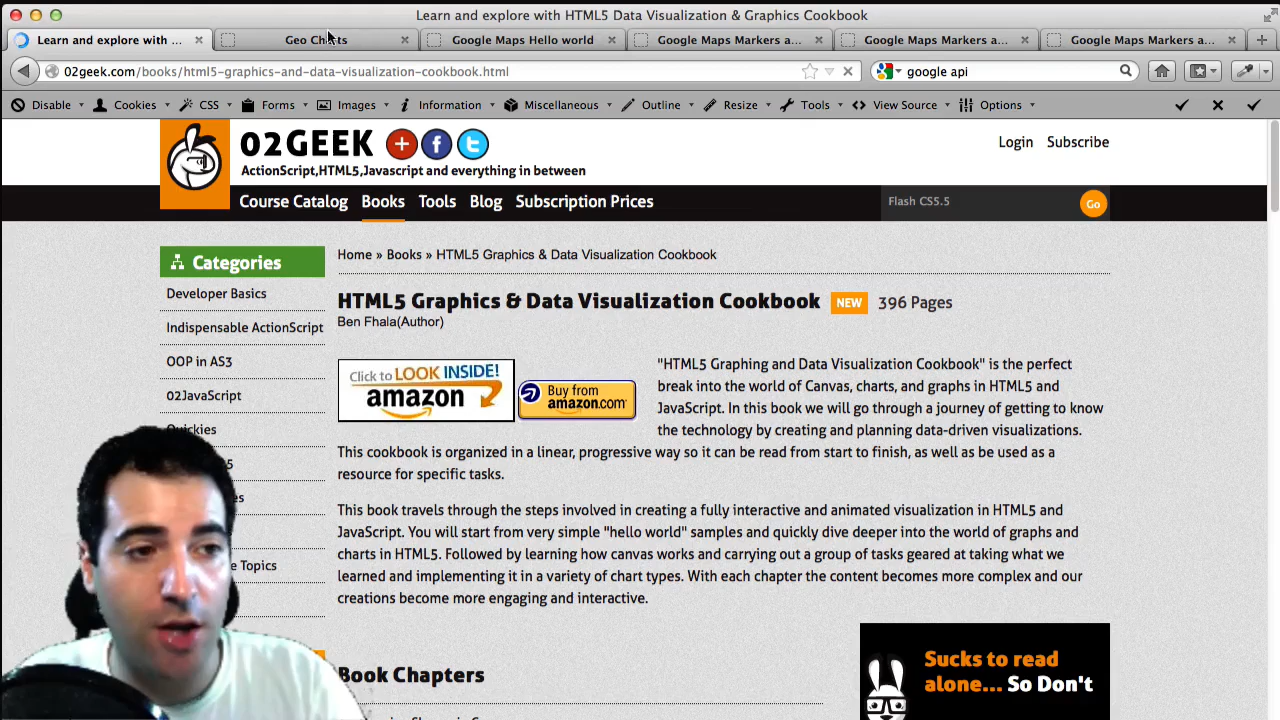 Learn and explore with HTML5 Data Visualization & Graphics Cookbook
Learn and explore with ...
Geo Charts
Google Maps Hello world
Google Maps Markers a...
Google Maps Markers a...
Google Maps Markers a...
02geek.com/books/html5-graphics-and-data-visualization-cookbook.html
google api
Disable
Cookies
CSS
Forms
Images
Information
Miscellaneous
Outline
Resize
Tools
View Source
Options
02GEEK
ActionScript,HTML5,Javascript and everything in between
Login
Subscribe
Course Catalog
Books
Tools
Blog
Subscription Prices
Flash CS5.5
Go
Categories
Developer Basics
Indispensable ActionScript
OOP in AS3
02JavaScript
Quickies
Topics
Home » Books » HTML5 Graphics & Data Visualization Cookbook
HTML5 Graphics & Data Visualization Cookbook
NEW
396 Pages
Ben Fhala(Author)
Click to LOOK INSIDE!
amazon
Buy from
amazon.com
"HTML5 Graphing and Data Visualization Cookbook" is the perfect
break into the world of Canvas, charts, and graphs in HTML5 and
JavaScript. In this book we will go through a journey of getting to know
the technology by creating and planning data-driven visualizations.
This cookbook is organized in a linear, progressive way so it can be read from start to finish, as well as be used as a
resource for specific tasks.
This book travels through the steps involved in creating a fully interactive and animated visualization in HTML5 and
JavaScript. You will start from very simple "hello world" samples and quickly dive deeper into the world of graphs and
charts in HTML5. Followed by learning how canvas works and carrying out a group of tasks geared at taking what we
learned and implementing it in a variety of chart types. With each chapter the content becomes more complex and our
creations become more engaging and interactive.
Book Chapters
Sucks to read
alone... So Don't